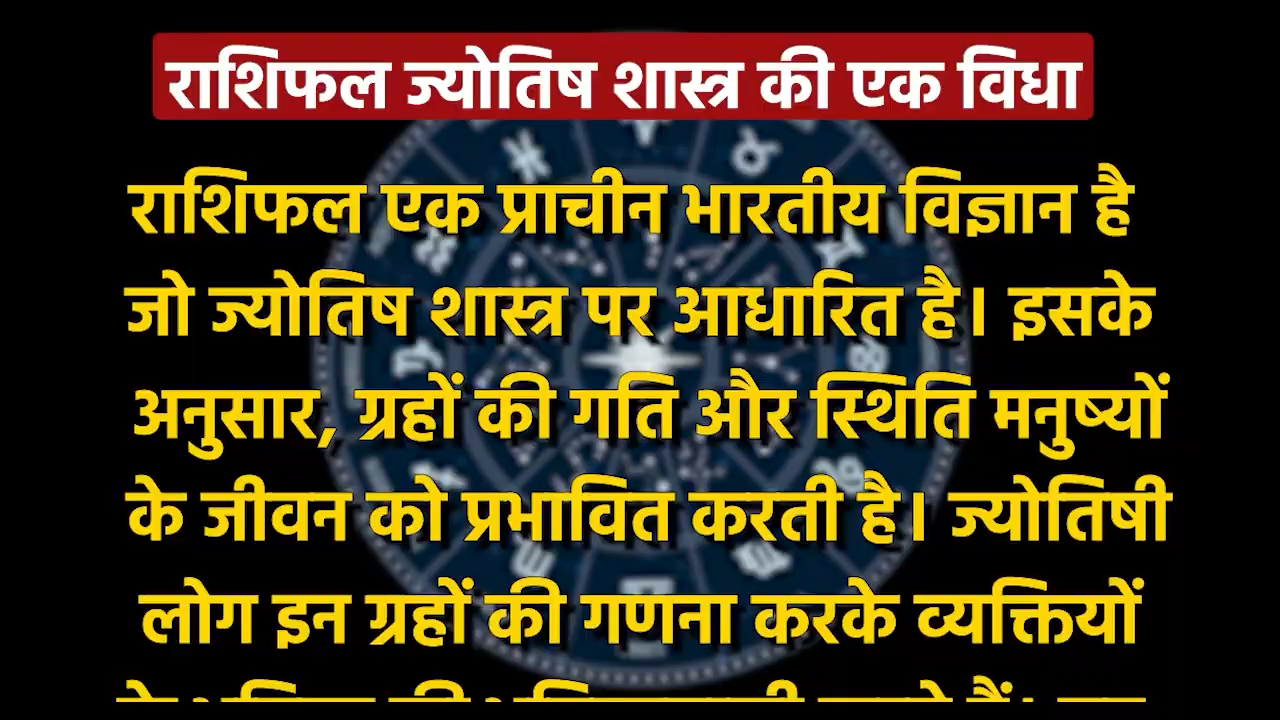 राशिफल ज्योतिष शास्त्र की एक विधा
राशिफल एक प्राचीन भारतीय विज्ञान है
जो ज्योतिष शास्त्र पर आधारित है। इसके
अनुसार, ग्रहों की गति और स्थिति मनुष्यों
के जीवन को प्रभावित करती है। ज्योतिषी
लोग इन ग्रहों की गणना करके व्यक्तियों